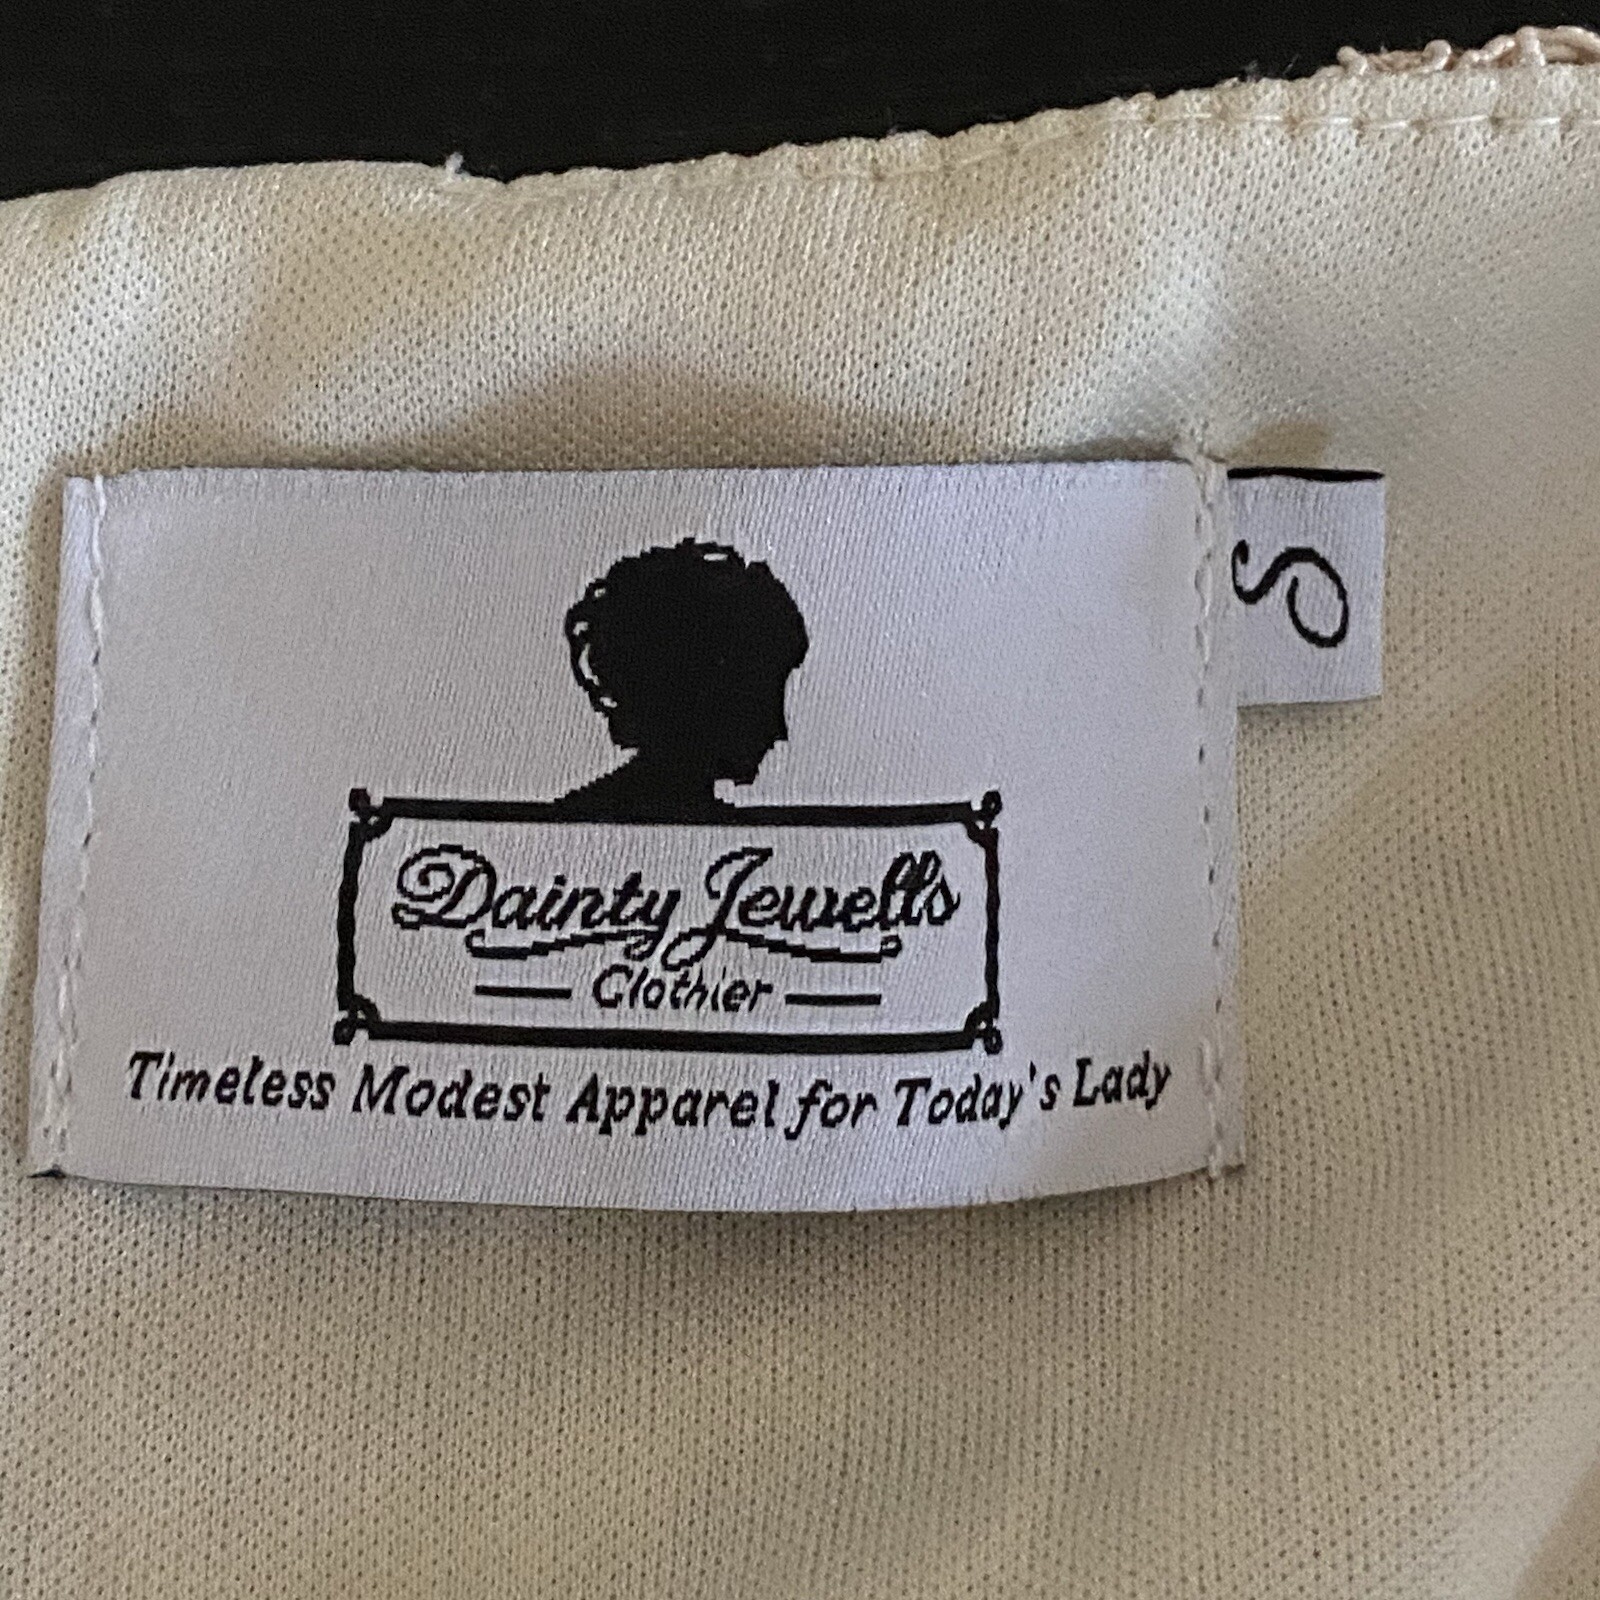 Dainty Jewells
Clothier
Timeless Modest Apparel for Today's Lady
S